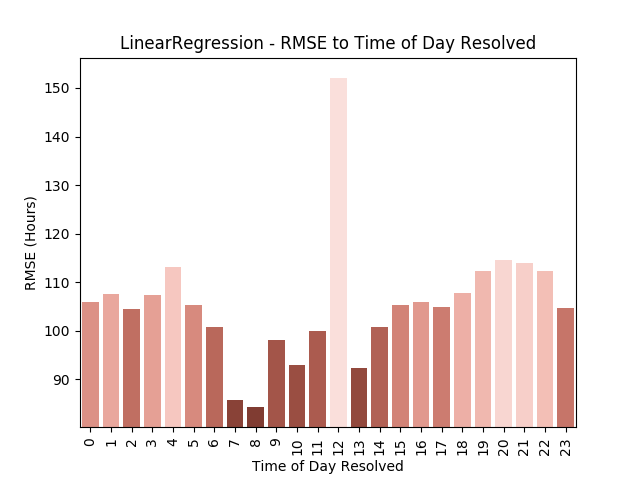 LinearRegression - RMSE to Time of Day Resolved
150
140
130
120
110
100
90
RMSE (Hours)
0 1 2 3 4 5 6 7 8 9 10 11 12 13 14 15 16 17 18 19 20 21 22 23
Time of Day Resolved